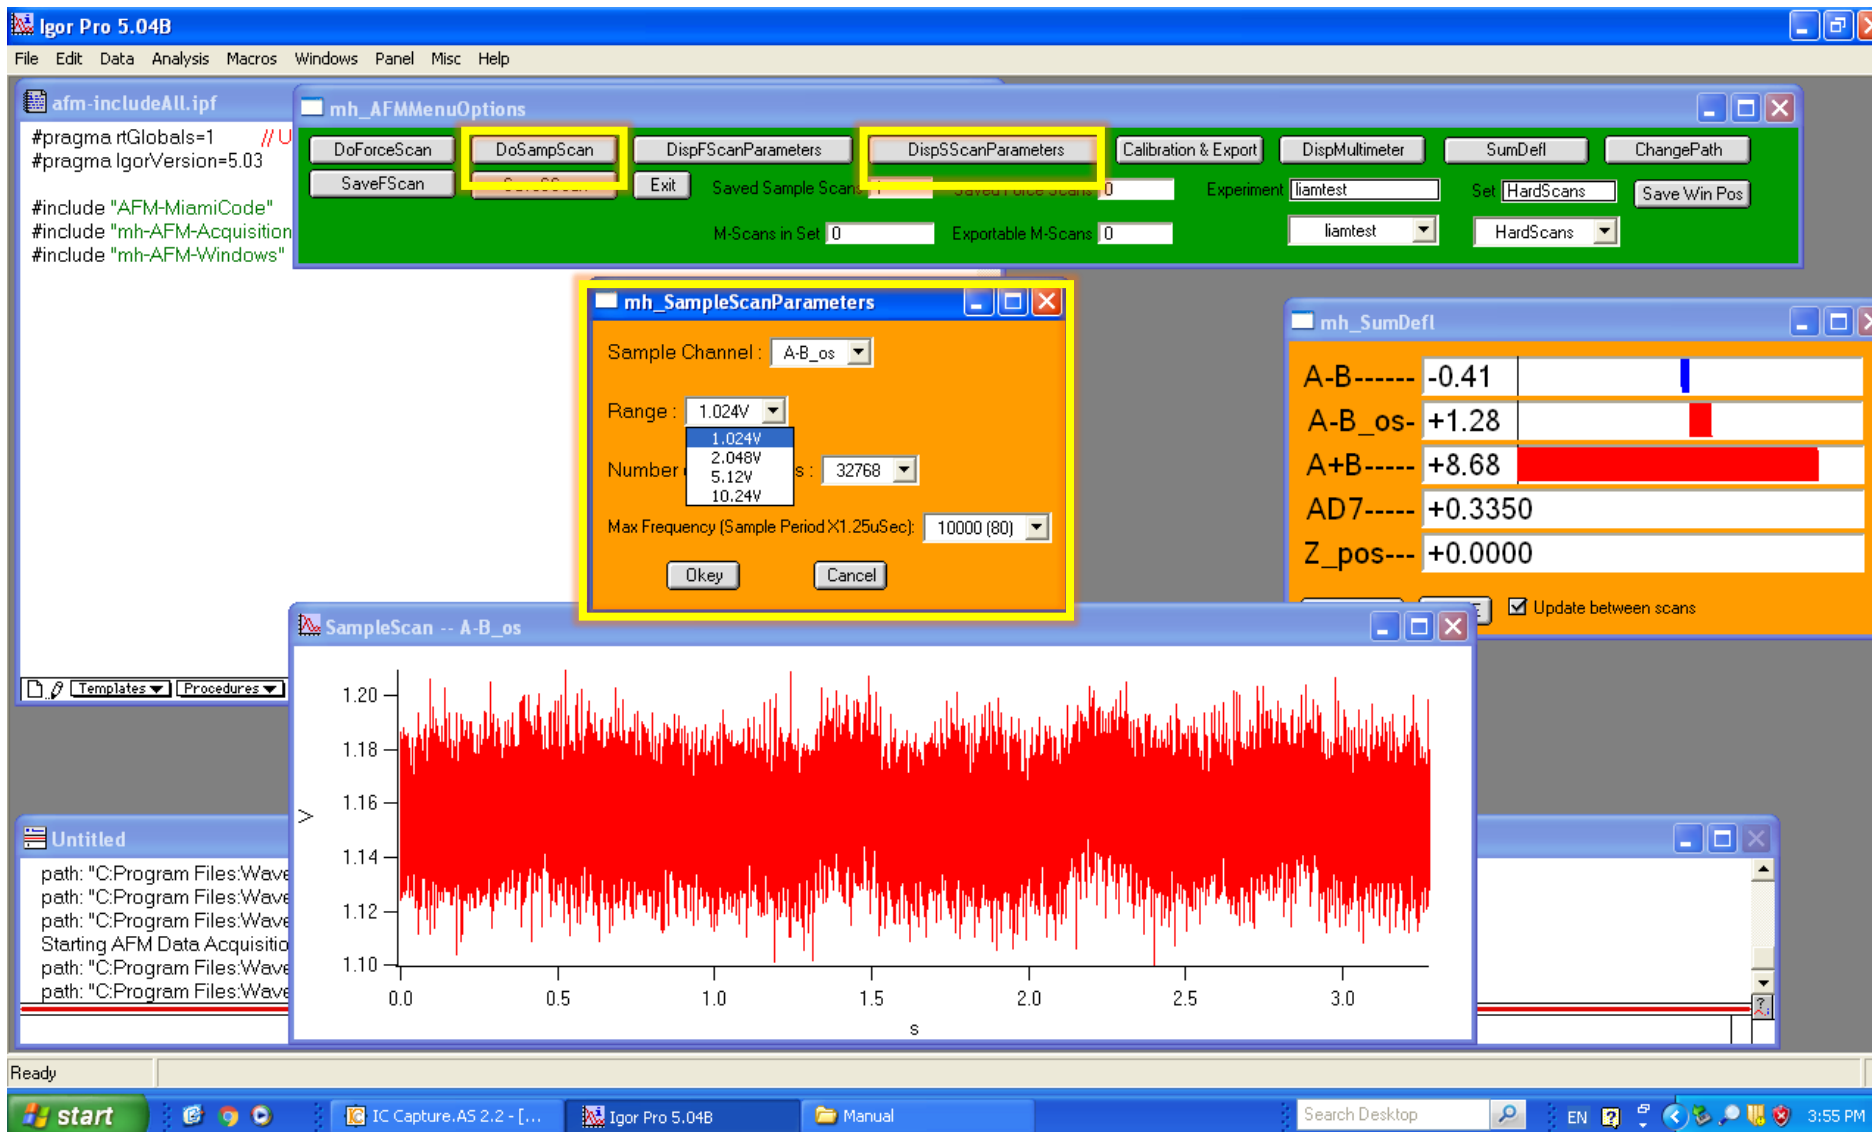 Igor Pro 5.04B
File Edit Data Analysis Macros Windows Panel Misc Help
afm-includeAll.ipf
#pragma rtGlobals=1 // U
#pragma IgorVersion=5.03
#include "AFM-MiamiCode"
#include "mh-AFM-Acquisition
#include "mh-AFM-Windows"
Templates Procedures
mh_AFMMenuOptions
DoForceScan DoSampScan DispFScanParameters DispSScanParameters Calibration & Export DispMultimeter SumDefl ChangePath
SaveFScan Exit Saved Sample Scans Saved Force Scans 0 Experiment liamtest Set HardScans Save Win Pos
M-Scans in Set 0 Exportable M-Scans 0 liamtest HardScans
mh_SampleScanParameters
Sample Channel : A-B_os
Range : 1.024V
1.024V
2.048V
5.12V
10.24V
Number s : 32768
Max Frequency (Sample Period X1.25uSec): 10000 (80)
Okey Cancel
mh_SumDefl
A-B------ -0.41
A-B_os- +1.28
A+B----- +8.68
AD7----- +0.3350
Z_pos--- +0.0000
Update between scans
SampleScan -- A-B_os
1.20
1.18
1.16
1.14
1.12
1.10
V
0.0 0.5 1.0 1.5 2.0 2.5 3.0
s
Untitled
path: "C:Program Files:Wave
path: "C:Program Files:Wave
path: "C:Program Files:Wave
Starting AFM Data Acquisitio
path: "C:Program Files:Wave
path: "C:Program Files:Wave
Ready
start IC Capture.AS 2.2 - [... Igor Pro 5.04B Manual Search Desktop EN 3:55 PM